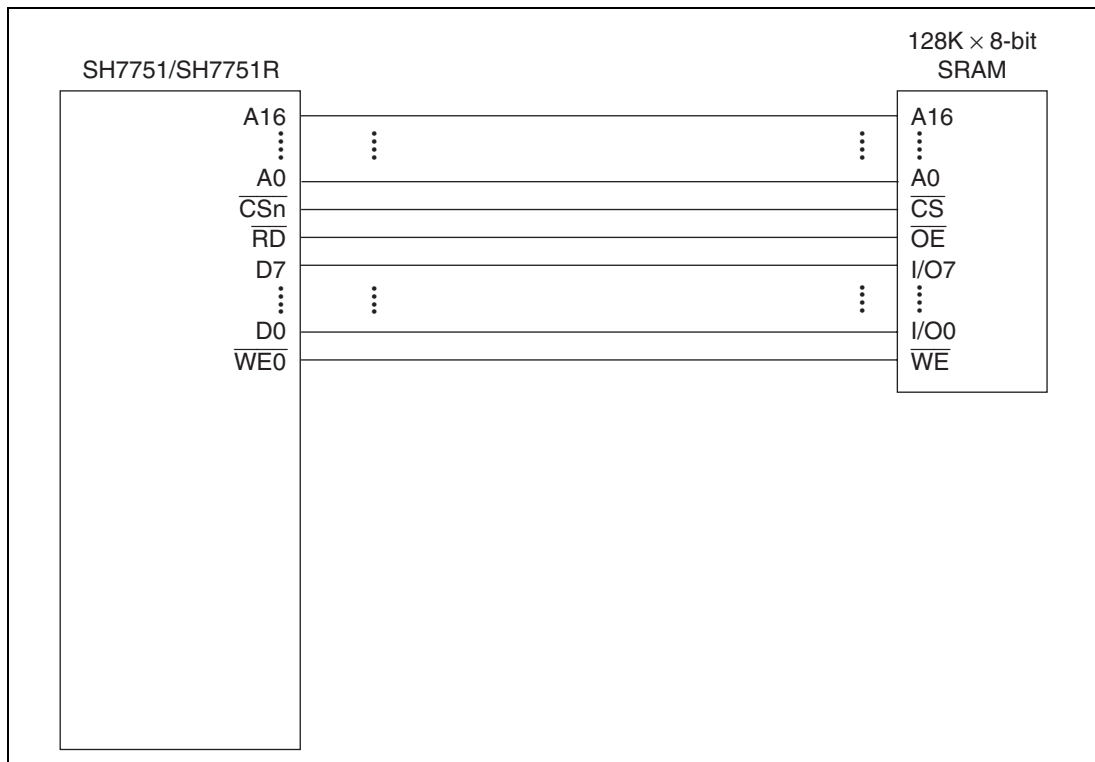 128K × 8-bit
SH7751/SH7751R
SRAM
A16
A16
A0
A0
CSn
CS
RD
OE
D7
I/O7
D0
I/O0
WE0
WE